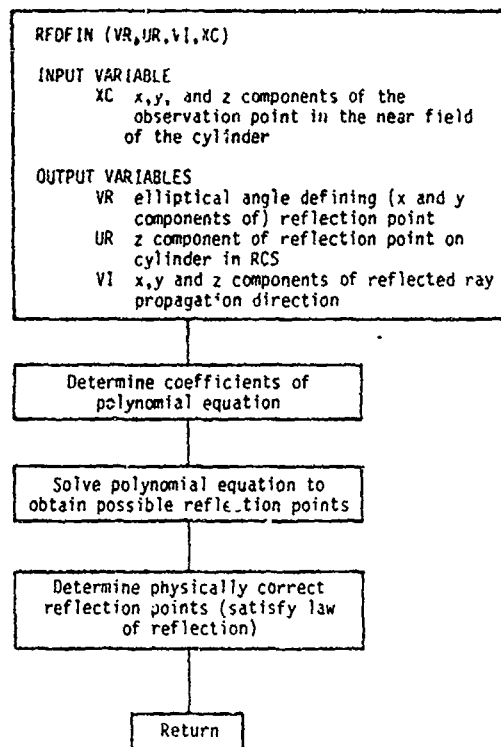 RFDFIN (VR,UR,VI,XC)
INPUT VARIABLE
XC x,y, and z components of the
observation point in the near field
of the cylinder
OUTPUT VARIABLES
VR elliptical angle defining (x and y
components of) reflection point
UR z component of reflection point on
cylinder in RCS
VI x,y and z components of reflected ray
propagation direction
Determine coefficients of
polynomial equation
Solve polynomial equation to
obtain possible reflection points
Determine physically correct
reflection points (satisfy law
of reflection)
Return